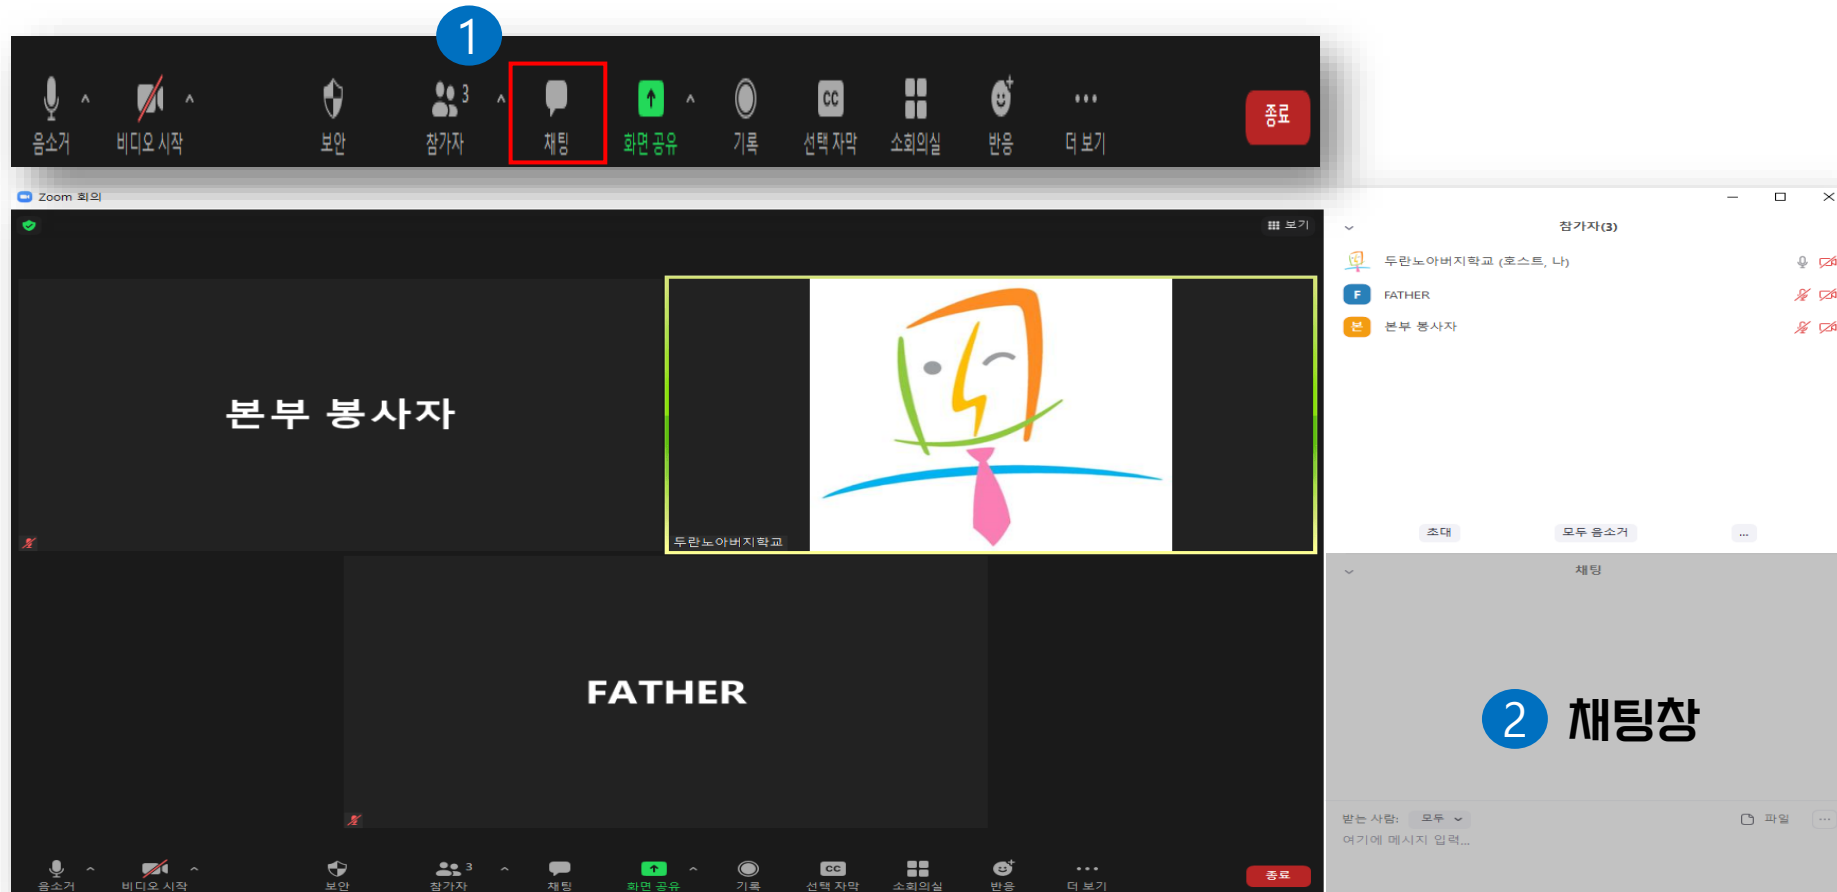 1
3
음소거 비디오 시작 보안 참가자 채팅 화면 공유 기록 CC 선택 자막 소회의실 반응 더 보기 종료
Zoom 회의
보기
참가자(3)
두란노아버지학교 (호스트, 나)
F FATHER
본 본부 봉사자
본부 봉사자
두란노아버지학교
초대 모두 음소거 ...
채팅
FATHER
2 채팅창
받는 사람: 모두 파일
여기에 메시지 입력...
3
음소거 비디오 시작 보안 참가자 채팅 화면 공유 기록 CC 선택 자막 소회의실 반응 더 보기 종료